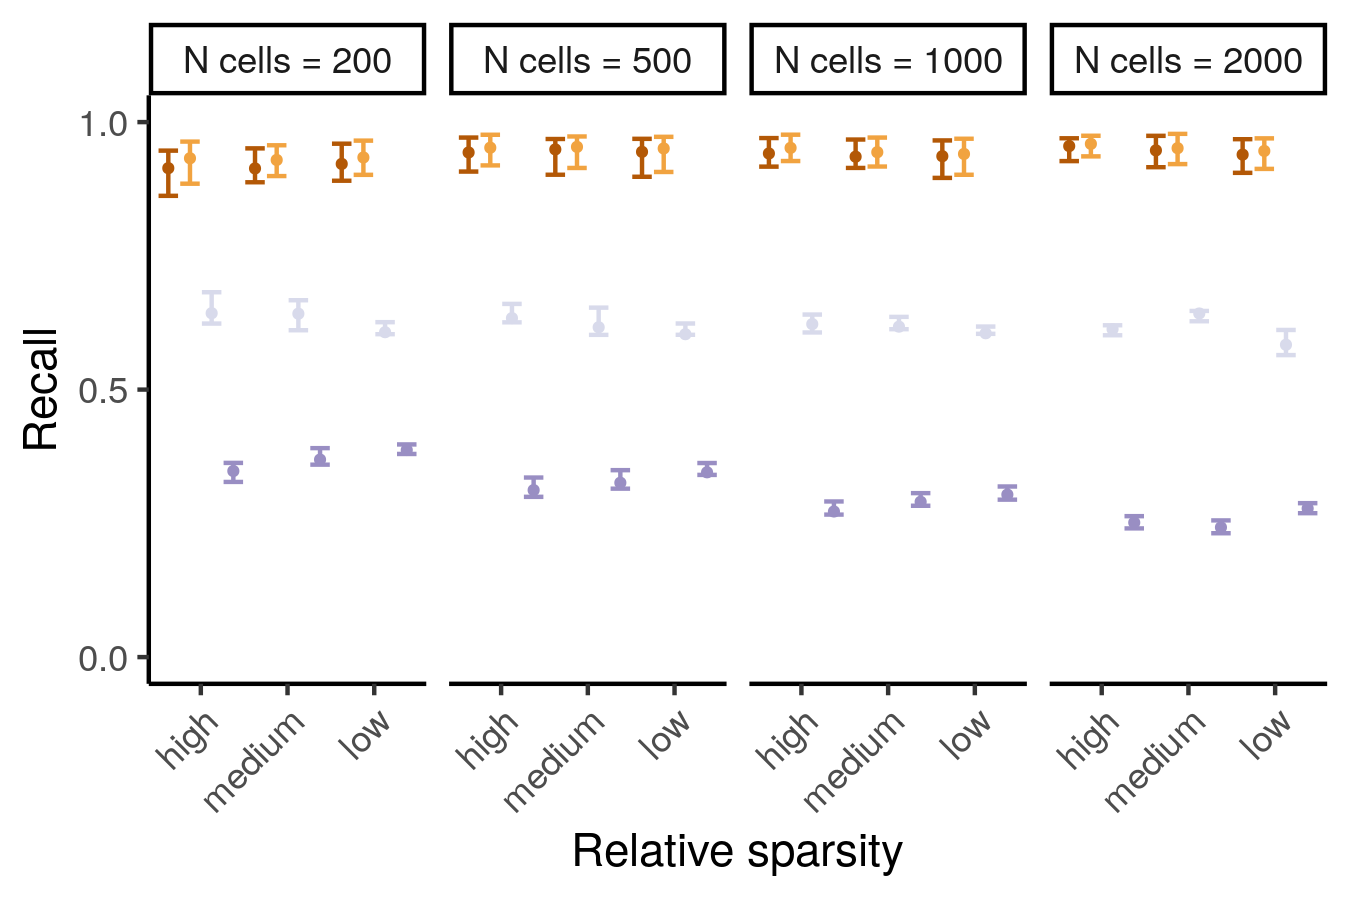 N cells = 200
N cells = 500
N cells = 1000
N cells = 2000
1.0
0.5
0.0
Recall
high
medium
low
high
medium
low
high
medium
low
high
medium
low
Relative sparsity